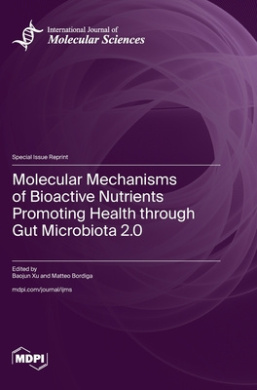 International Journal of
Molecular Sciences
Special Issue Reprint
Molecular Mechanisms
of Bioactive Nutrients
Promoting Health through
Gut Microbiota 2.0
Edited by
Baojun Xu and Matteo Bordiga
mdpi.com/journal/ijms
MDPI